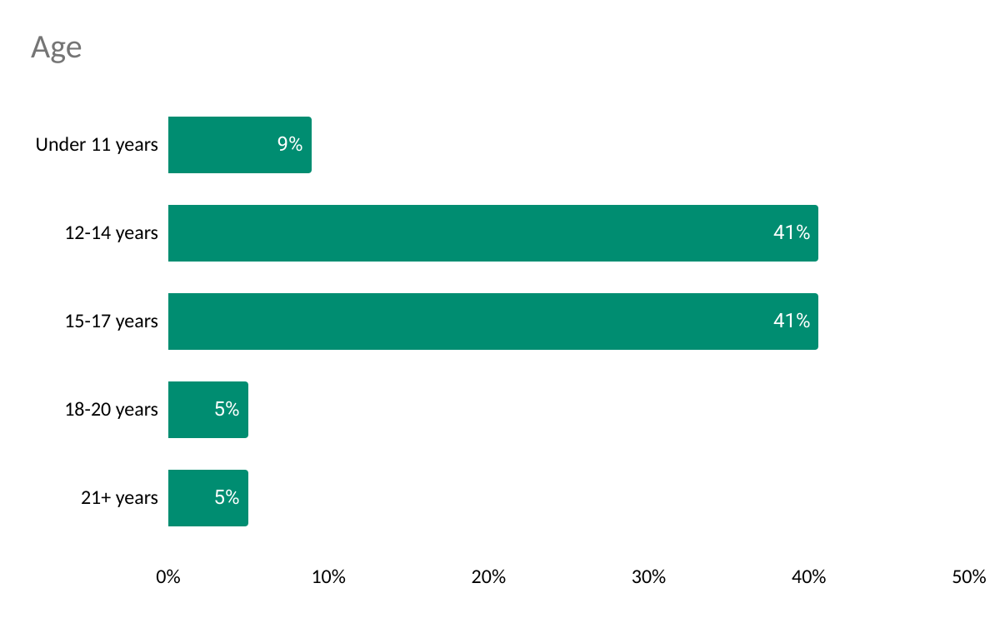 Age
Under 11 years
9%
12-14 years
41%
15-17 years
41%
18-20 years
5%
21+ years
5%
0% 10% 20% 30% 40% 50%